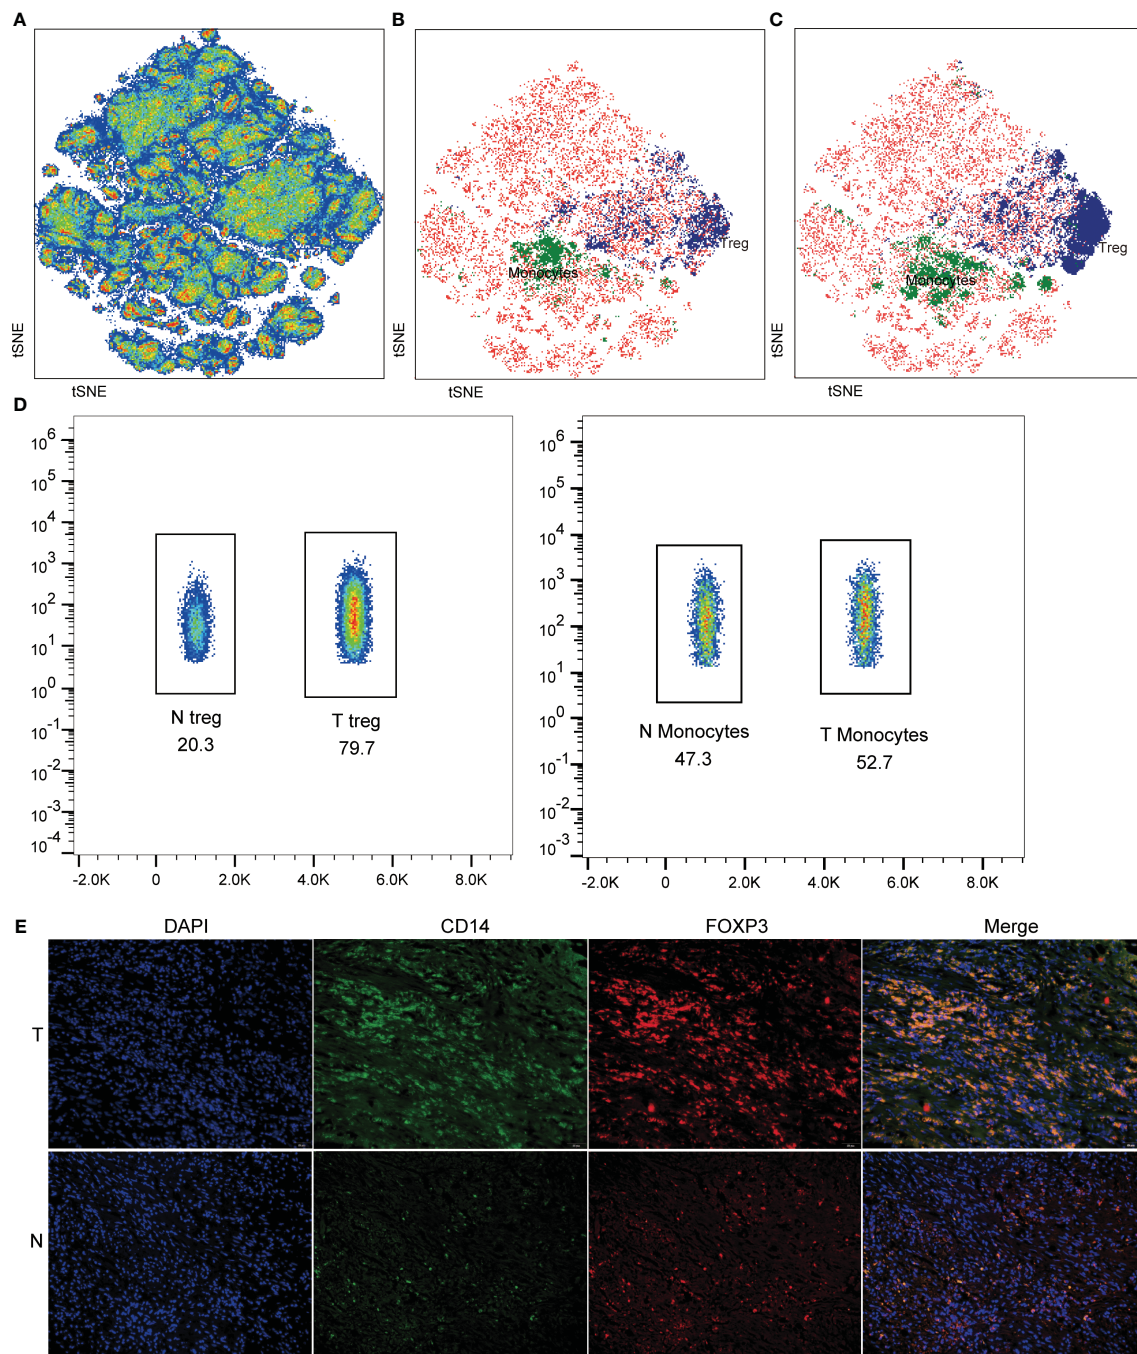 A
B
C
Monocytes
Treg
Monocytes
Treg
tSNE
tSNE
tSNE
tSNE
tSNE
tSNE
D
10^6
10^5
10^4
10^3
10^2
10^1
10^0
10^-1
10^-2
10^-3
10^-4
N treg
20.3
T treg
79.7
-2.0K 0 2.0K 4.0K 6.0K 8.0K
10^6
10^5
10^4
10^3
10^2
10^1
10^0
10^-1
10^-2
10^-3
N Monocytes
47.3
T Monocytes
52.7
-2.0K 0 2.0K 4.0K 6.0K 8.0K
E
DAPI CD14 FOXP3 Merge
T
N